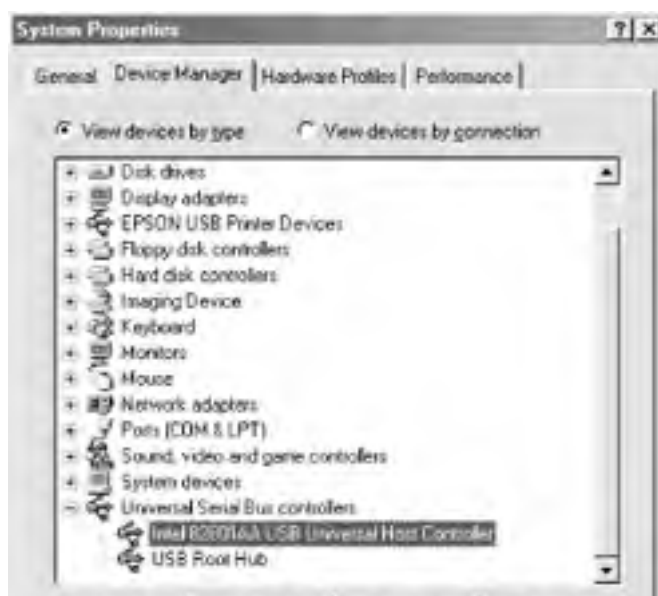 System Properties
General Device Manager Hardware Profiles Performance
View devices by type View devices by connection
Disk drives
Display adapters
EPSON USB Printer Devices
Floppy disk controllers
Hard disk controllers
Imaging Device
Keyboard
Monitors
Mouse
Network adapters
Ports (COM & LPT)
Sound, video and game controllers
System devices
Universal Serial Bus controllers
Intel 82801AA USB Universal Host Controller
USB Root Hub